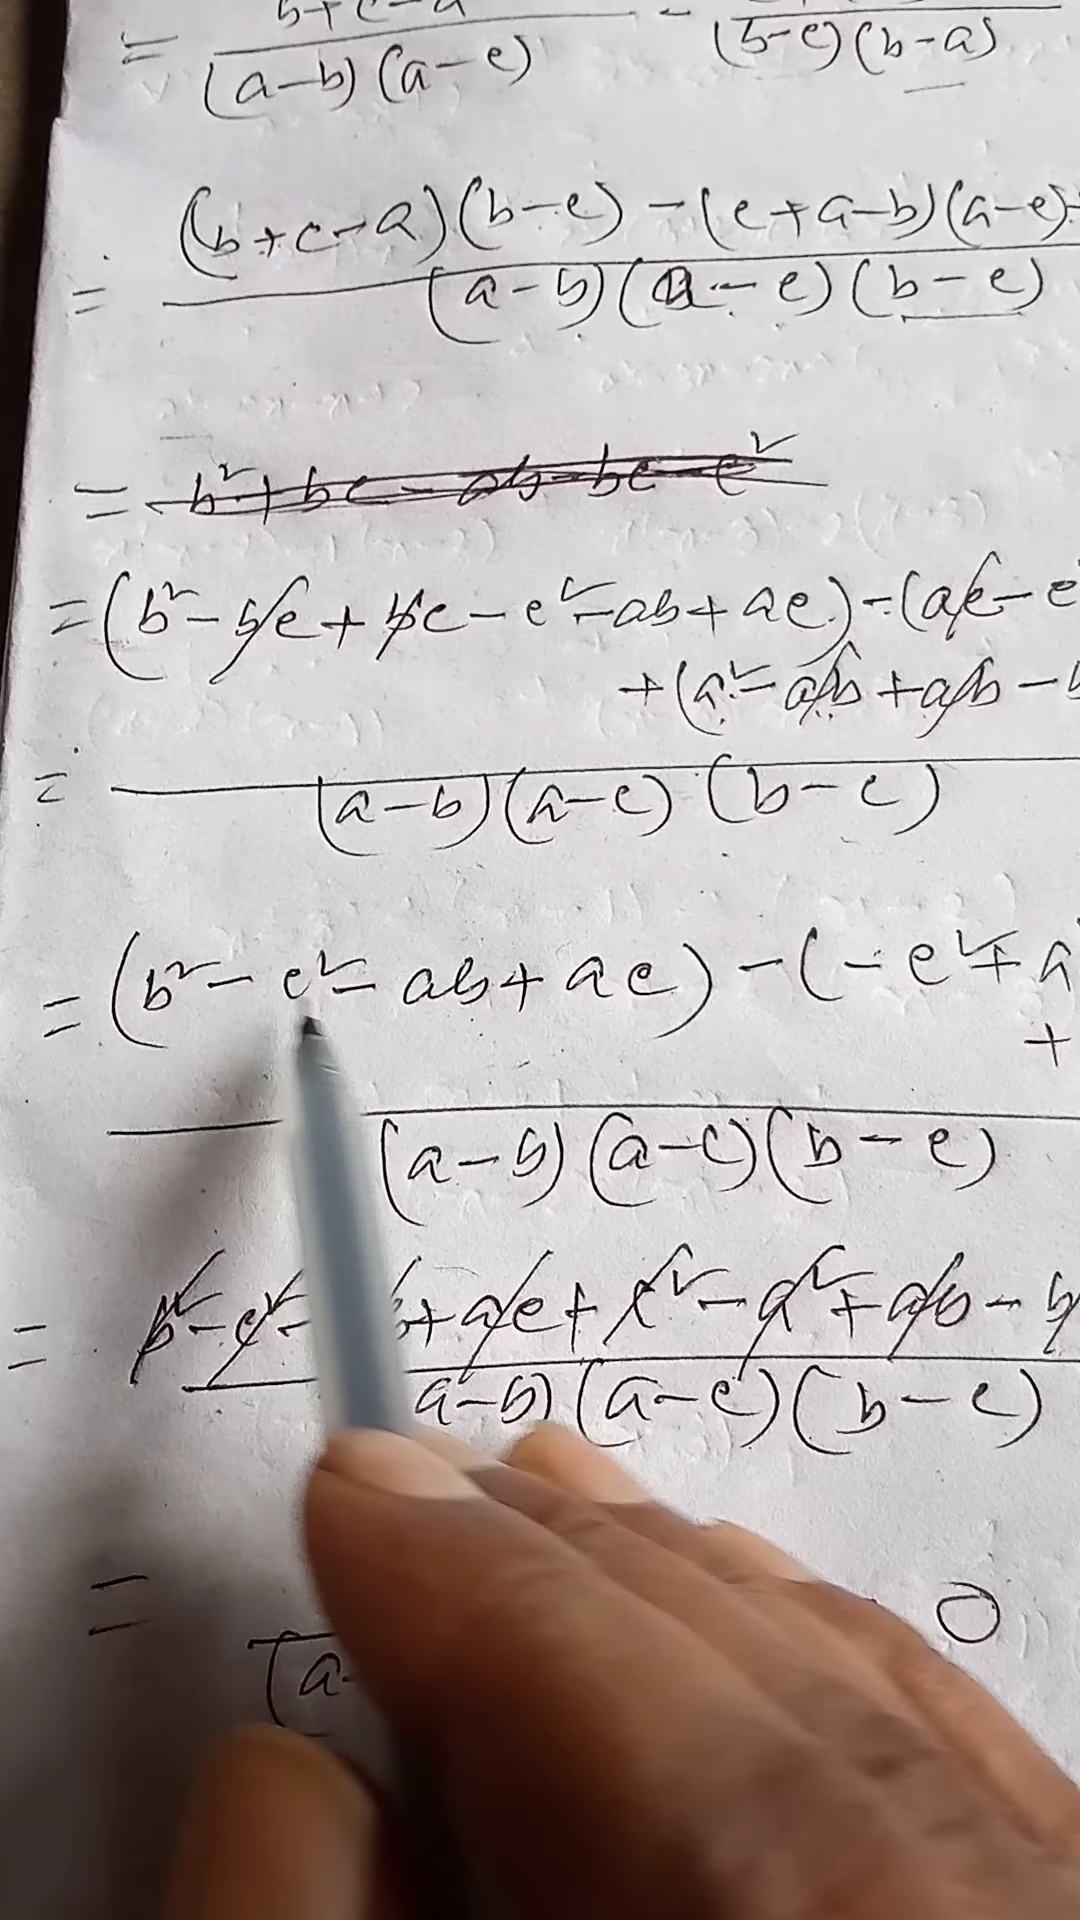 = b+c-a / (a-b)(a-c) - / (b-c)(b-a)
= (b+c-a)(b-c) - (c+a-b)(a-c) / (a-b)(a-c)(b-c)
= b²+bc-ab-bc-c²
= (b²-bc+bc-c²-ab+ac) - (ac-c
+(a²-ab+ab-b
= / (a-b)(a-c)(b-c)
= (b²-c²-ab+ac) - (-c²+a
+
(a-b)(a-c)(b-c)
= b²-c²- +ac+c²-a²+ab-b
a-b)(a-c)(b-c)
= 0
(a-